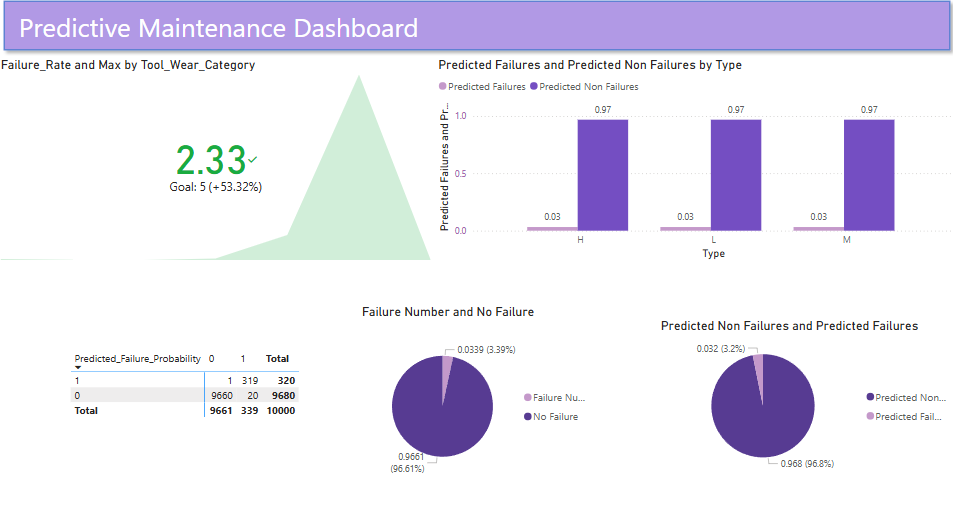 Predictive Maintenance Dashboard
Failure_Rate and Max by Tool_Wear_Category
2.33✓
Goal: 5 (+53.32%)
Predicted Failures and Predicted Non Failures by Type
Predicted Failures Predicted Non Failures
Predicted Failures and Pr...
1.0
0.5
0.0
0.03 0.97
0.03 0.97
0.03 0.97
H L M
Type
Predicted_Failure_Probability 0 1 Total
1 1 319 320
0 9660 20 9680
Total 9661 339 10000
Failure Number and No Failure
0.0339 (3.39%)
0.9661
(96.61%)
Failure Nu...
No Failure
Predicted Non Failures and Predicted Failures
0.032 (3.2%)
0.968 (96.8%)
Predicted Non...
Predicted Fail...